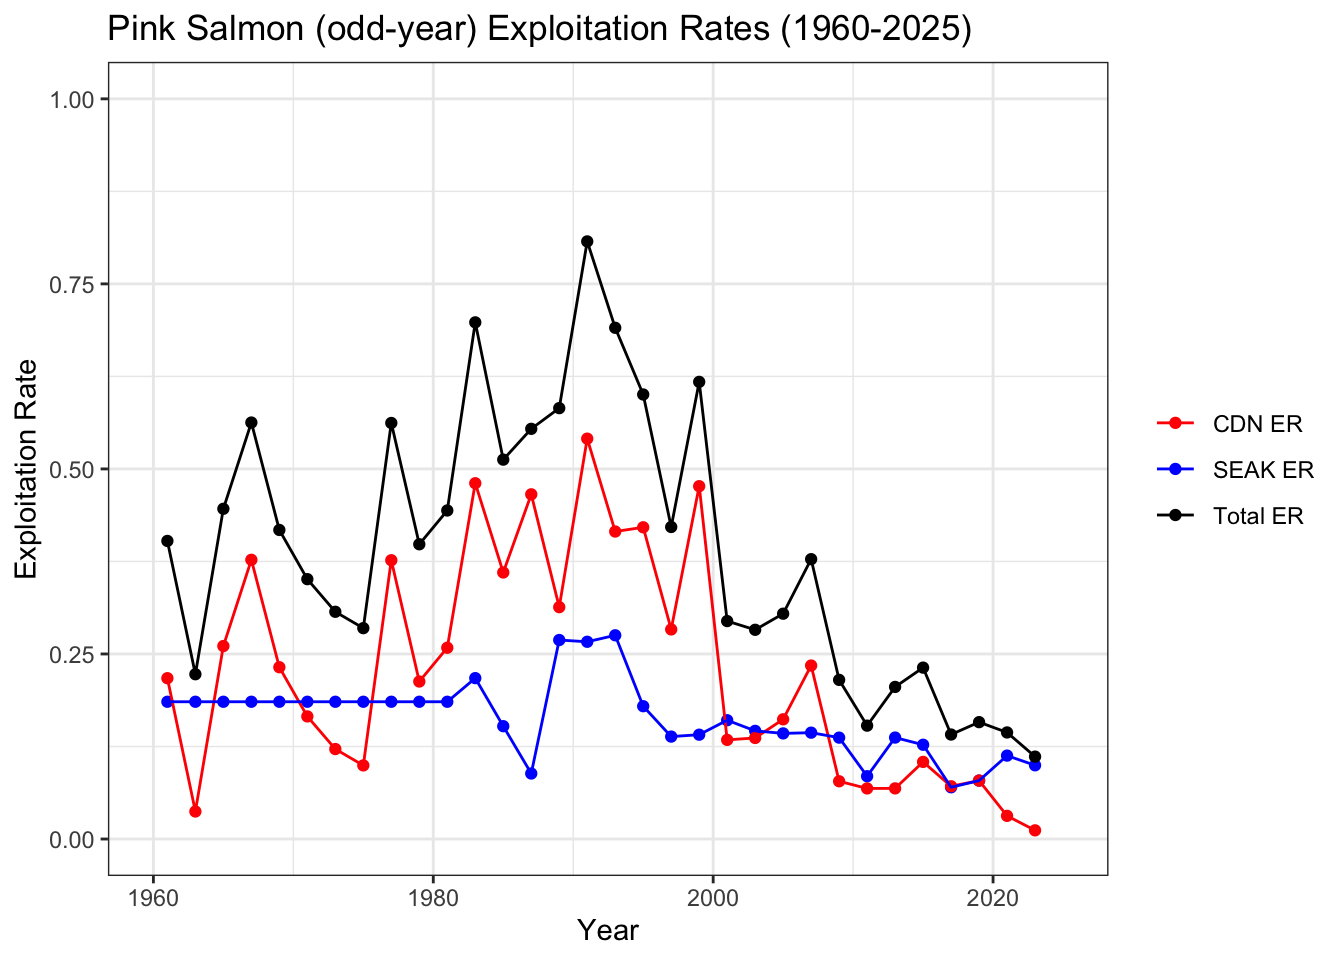 Pink Salmon (odd-year) Exploitation Rates (1960-2025)
1.00
0.75
0.50
0.25
0.00
Exploitation Rate
1960
1980
2000
2020
Year
CDN ER
SEAK ER
Total ER